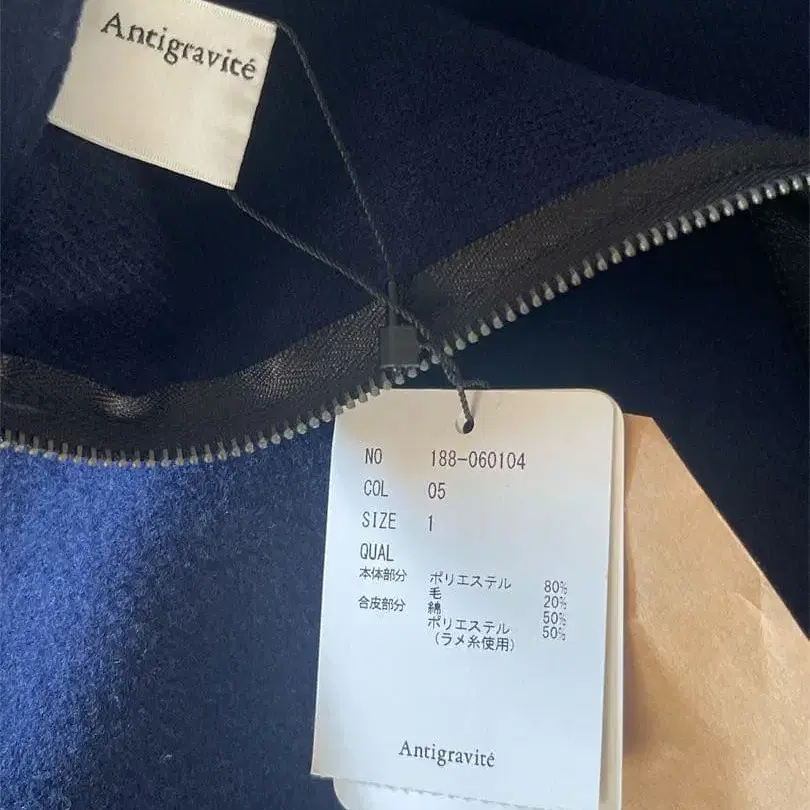 Antigravité
NO 188-060104
COL 05
SIZE 1
QUAL
本体部分 ポリエステル 80%
毛 20%
合皮部分 綿 50%
ポリエステル 50%
(ラメ糸使用)
Antigravité